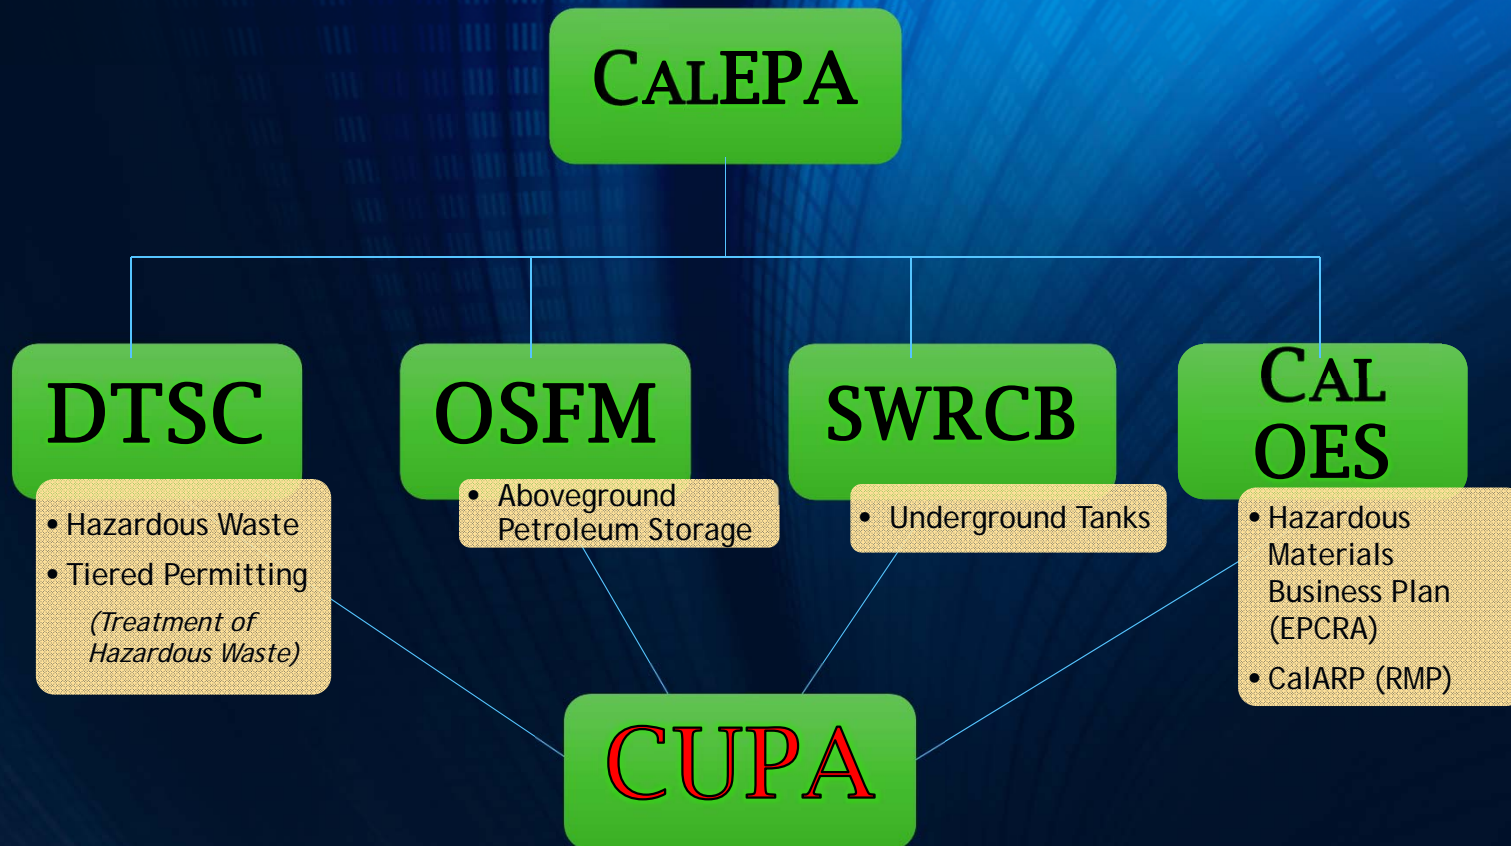 CALEPA
DTSC
OSFM
SWRCB
CAL
OES
• Hazardous Waste
• Tiered Permitting
(Treatment of
Hazardous Waste)
• Aboveground
Petroleum Storage
• Underground Tanks
• Hazardous
Materials
Business Plan
(EPCRA)
• CalARP (RMP)
CUPA